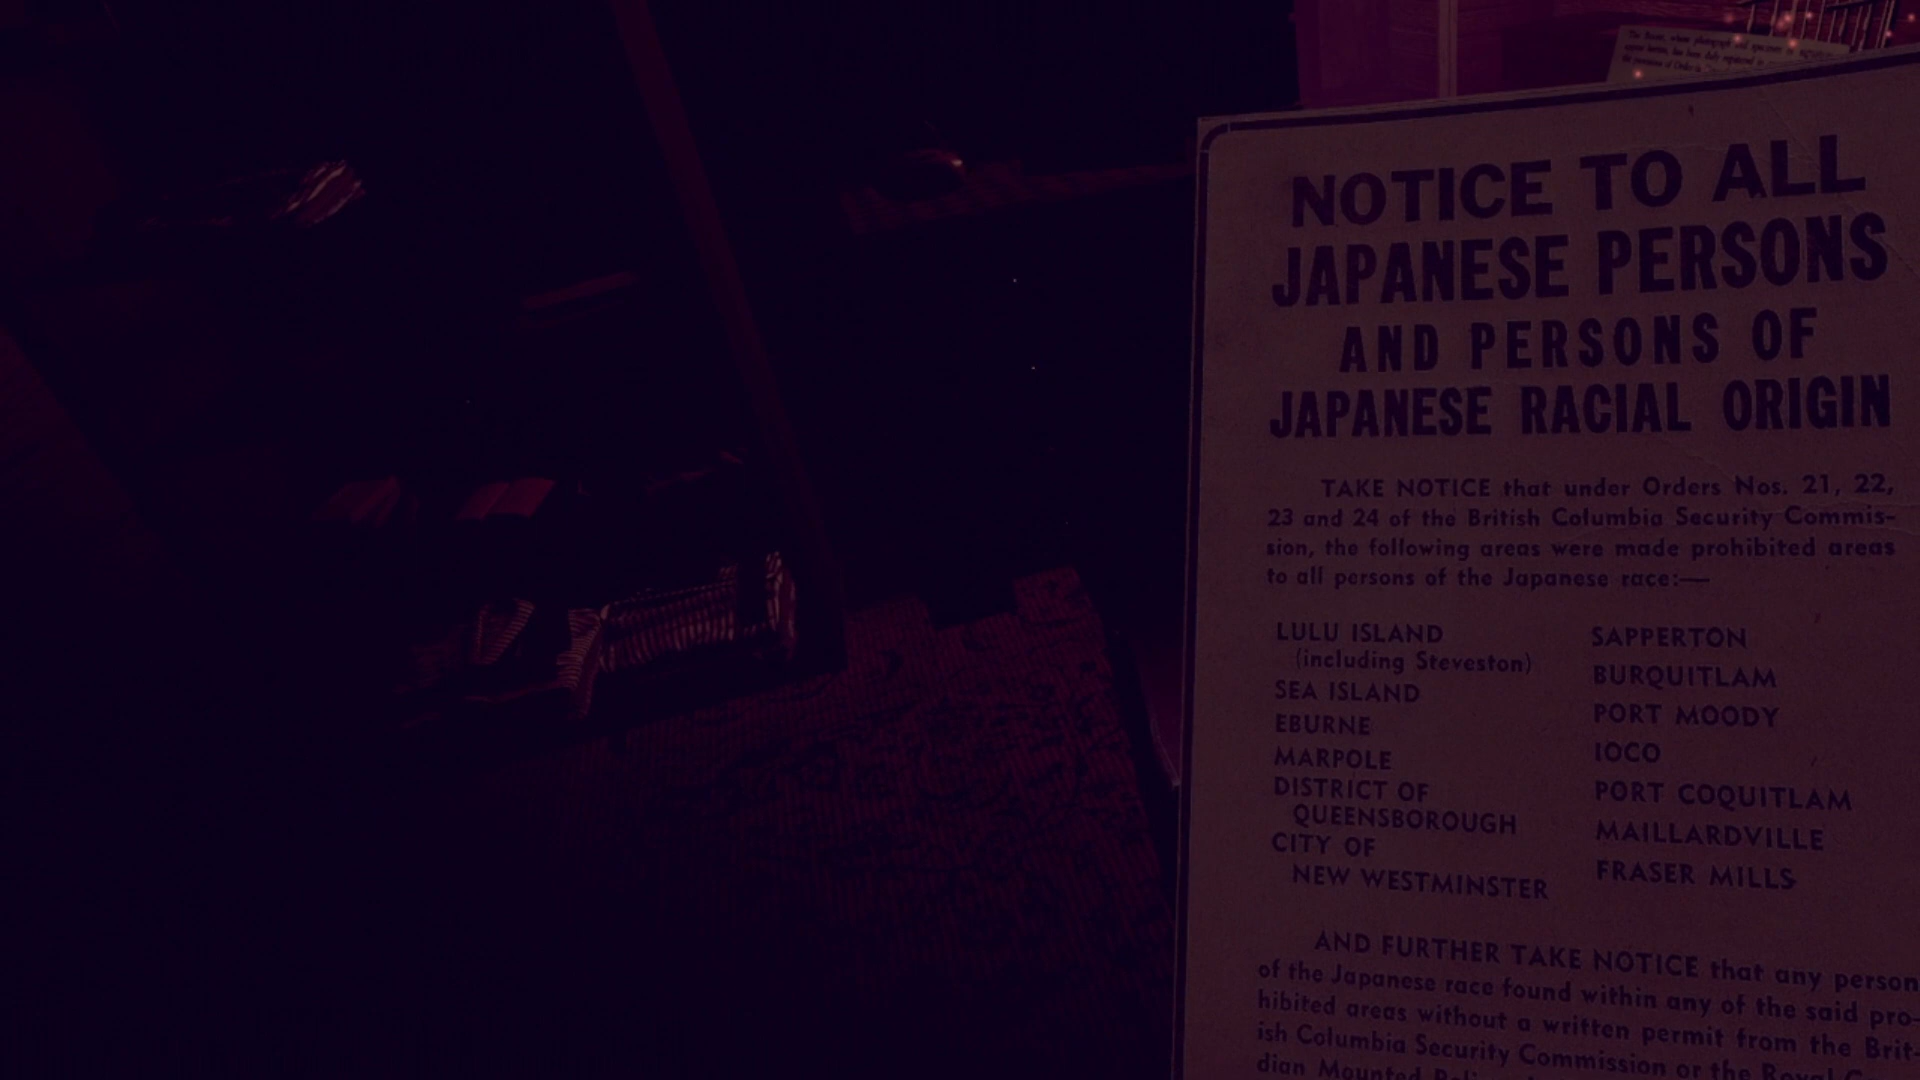 NOTICE TO ALL
JAPANESE PERSONS
AND PERSONS OF
JAPANESE RACIAL ORIGIN
TAKE NOTICE that under Orders Nos. 21, 22,
23 and 24 of the British Columbia Security Commis-
sion, the following areas were made prohibited areas
to all persons of the Japanese race:—
LULU ISLAND
(including Steveston)
SEA ISLAND
EBURNE
MARPOLE
DISTRICT OF
QUEENSBOROUGH
CITY OF
NEW WESTMINSTER
SAPPERTON
BURQUITLAM
PORT MOODY
IOCO
PORT COQUITLAM
MAILLARDVILLE
FRASER MILLS
AND FURTHER TAKE NOTICE that any person
of the Japanese race found within any of the said pro-
hibited areas without a written permit from the Brit-
ish Columbia Security Commission or the Royal C
dian Mounted